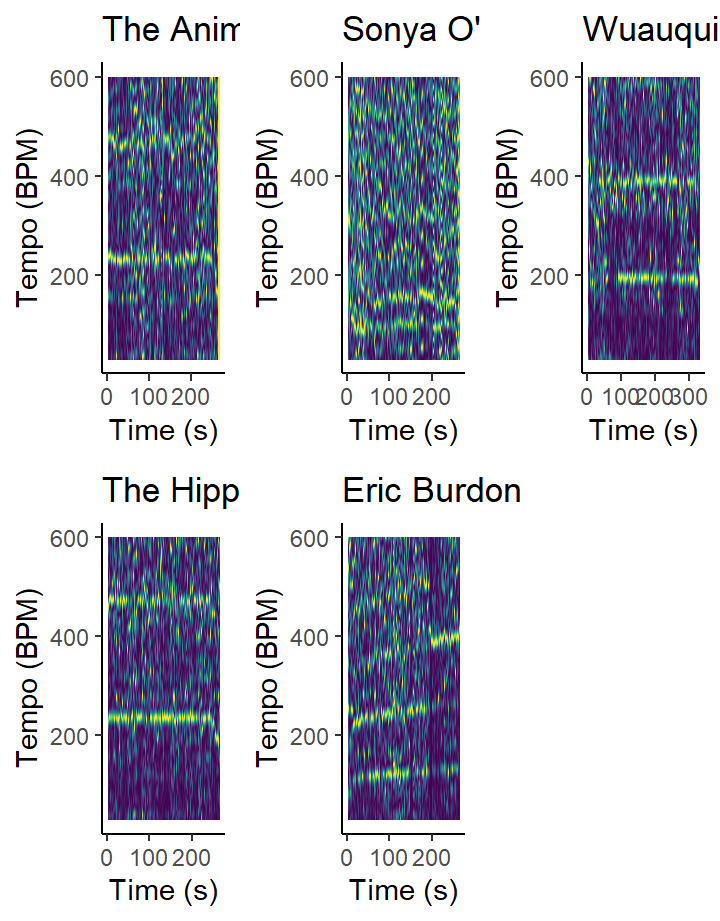 The Anim
Sonya O'
Wuauqui
600
400
200
Tempo (BPM)
0 100 200
Time (s)
600
400
200
Tempo (BPM)
0 100 200
Time (s)
600
400
200
Tempo (BPM)
0 100 200 300
Time (s)
The Hipp
Eric Burdon
600
400
200
Tempo (BPM)
0 100 200
Time (s)
600
400
200
Tempo (BPM)
0 100 200
Time (s)